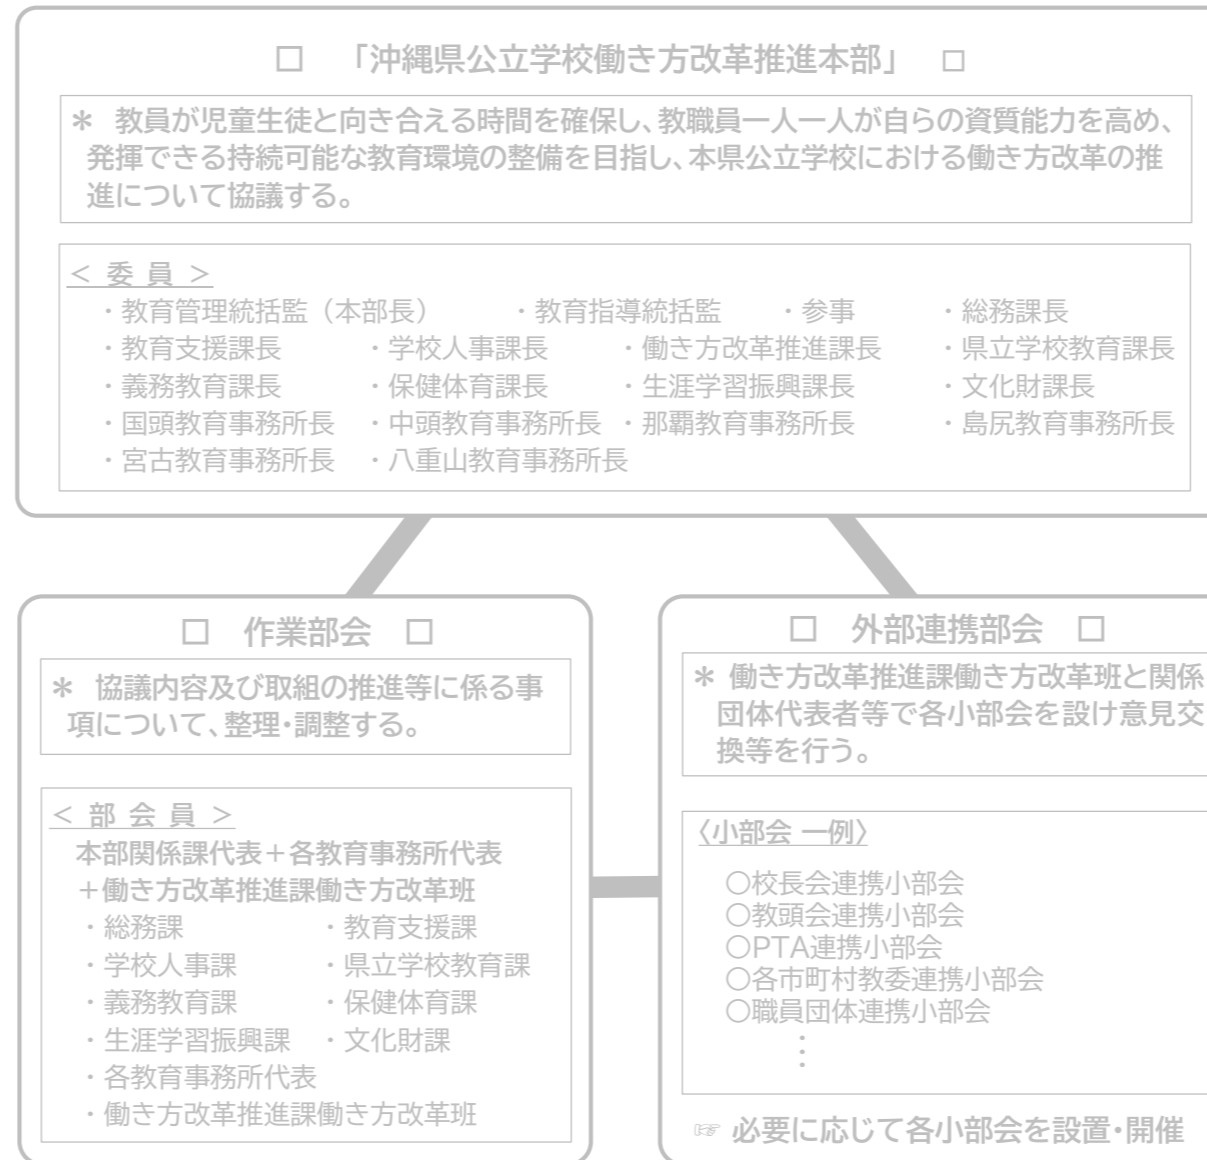 □ 「沖縄県公立学校働き方改革推進本部」 □
＊ 教員が児童生徒と向き合える時間を確保し、教職員一人一人が自らの資質能力を高め、
発揮できる持続可能な教育環境の整備を目指し、本県公立学校における働き方改革の推
進について協議する。
＜ 委 員 ＞
・教育管理統括監（本部長） ・教育指導統括監 ・参事 ・総務課長
・教育支援課長 ・学校人事課長 ・働き方改革推進課長 ・県立学校教育課長
・義務教育課長 ・保健体育課長 ・生涯学習振興課長 ・文化財課長
・国頭教育事務所長 ・中頭教育事務所長 ・那覇教育事務所長 ・島尻教育事務所長
・宮古教育事務所長 ・八重山教育事務所長
□ 作業部会 □
＊ 協議内容及び取組の推進等に係る事
項について、整理・調整する。
＜ 部 会 員 ＞
本部関係課代表＋各教育事務所代表
＋働き方改革推進課働き方改革班
・総務課 ・教育支援課
・学校人事課 ・県立学校教育課
・義務教育課 ・保健体育課
・生涯学習振興課 ・文化財課
・各教育事務所代表
・働き方改革推進課働き方改革班
□ 外部連携部会 □
＊ 働き方改革推進課働き方改革班と関係
団体代表者等で各小部会を設け意見交
換等を行う。
〈小部会 一例〉
○校長会連携小部会
○教頭会連携小部会
○PTA連携小部会
○各市町村教委連携小部会
○職員団体連携小部会
⋮
☞ 必要に応じて各小部会を設置・開催